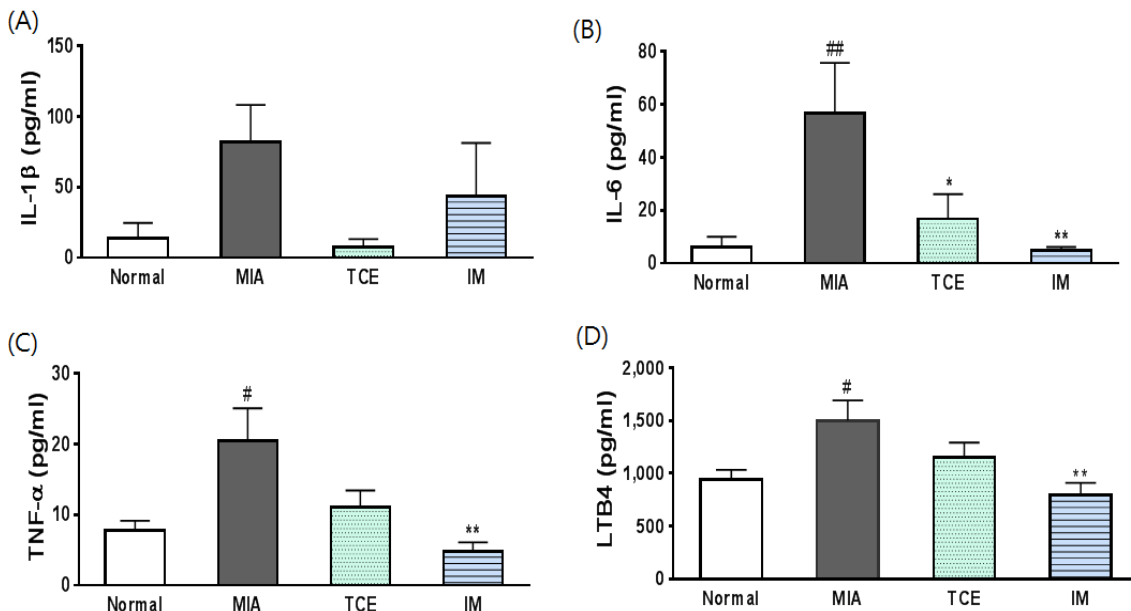 (A)
IL-1β (pg/ml)
150
100
50
0
Normal MIA TCE IM
(B)
IL-6 (pg/ml)
80
60
40
20
0
##
*
**
Normal MIA TCE IM
(C)
TNF-α (pg/ml)
30
20
10
0
#
**
Normal MIA TCE IM
(D)
LTB4 (pg/ml)
2,000
1,500
1,000
500
0
#
**
Normal MIA TCE IM